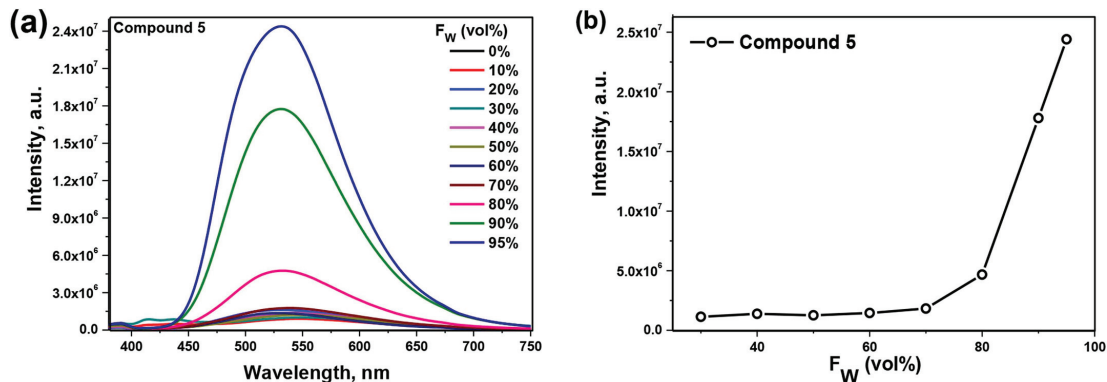 (a)
Compound 5
F_W (vol%)
0%
10%
20%
30%
40%
50%
60%
70%
80%
90%
95%
2.4x10^7
2.1x10^7
1.8x10^7
1.5x10^7
1.2x10^7
9.0x10^6
6.0x10^6
3.0x10^6
0.0
Intensity, a.u.
400 450 500 550 600 650 700 750
Wavelength, nm
(b)
Compound 5
2.5x10^7
2.0x10^7
1.5x10^7
1.0x10^7
5.0x10^6
0.0
Intensity, a.u.
40 60 80 100
F_W (vol%)